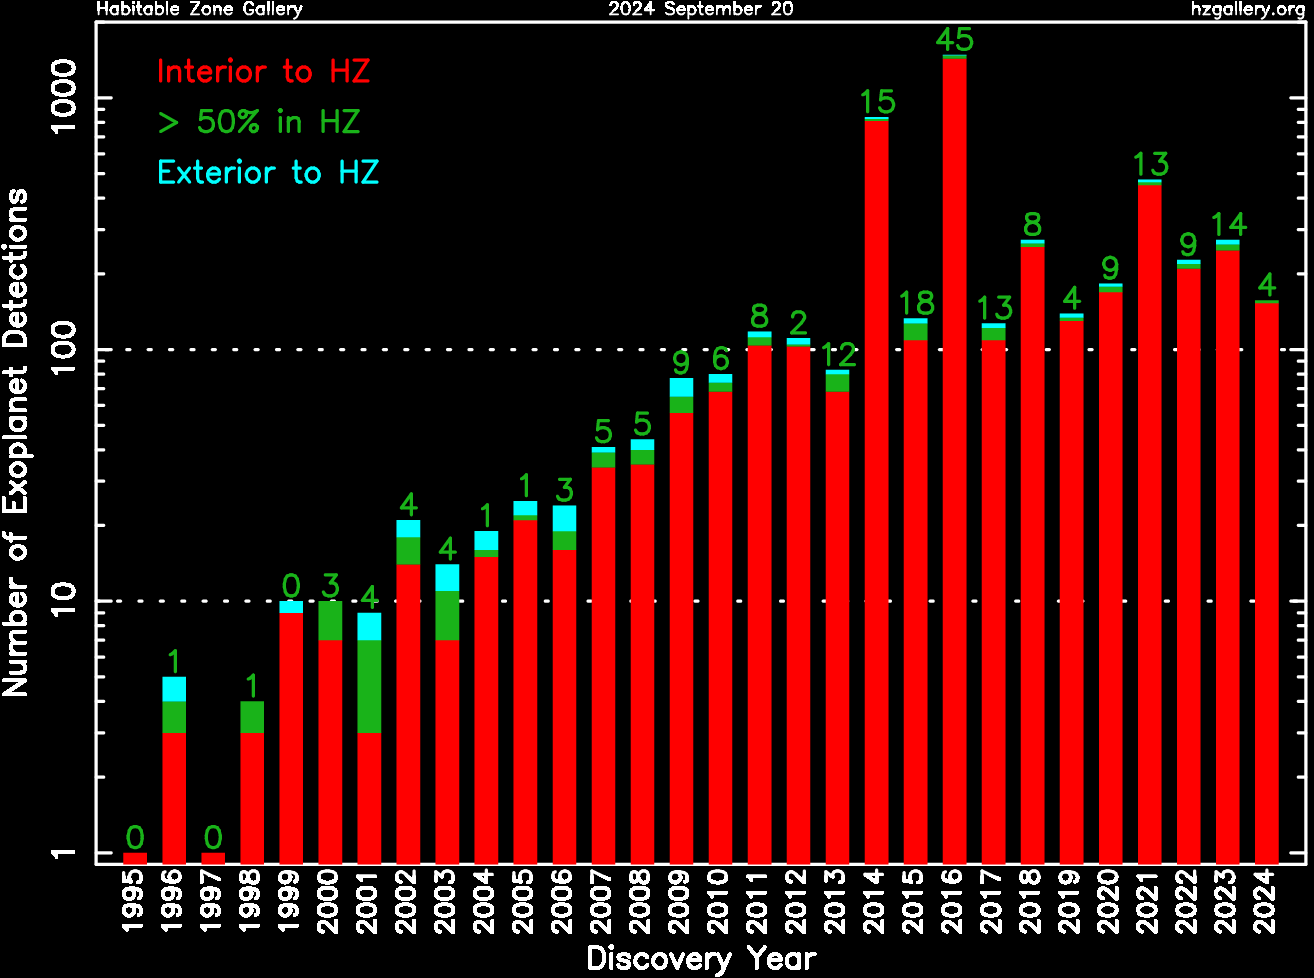 Habitable Zone Gallery 2024 September 20 hzgallery.org
Interior to HZ
> 50% in HZ
Exterior to HZ
Number of Exoplanet Detections
1000
100
10
1
0 1 0 1 0 3 4 4 4 1 1 3 5 5 9 6 8 2 12 15 18 45 13 8 4 9 13 9 14 4
1995 1996 1997 1998 1999 2000 2001 2002 2003 2004 2005 2006 2007 2008 2009 2010 2011 2012 2013 2014 2015 2016 2017 2018 2019 2020 2021 2022 2023 2024
Discovery Year